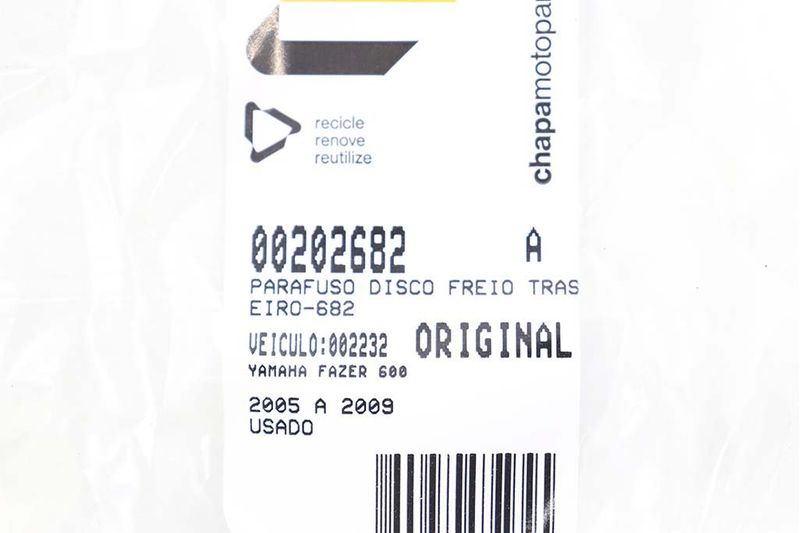 recicle
renove
reutilize
chapamotopar
00202682 A
PARAFUSO DISCO FREIO TRAS
EIRO-682
VEICULO:002232 ORIGINAL
YAMAHA FAZER 600
2005 A 2009
USADO